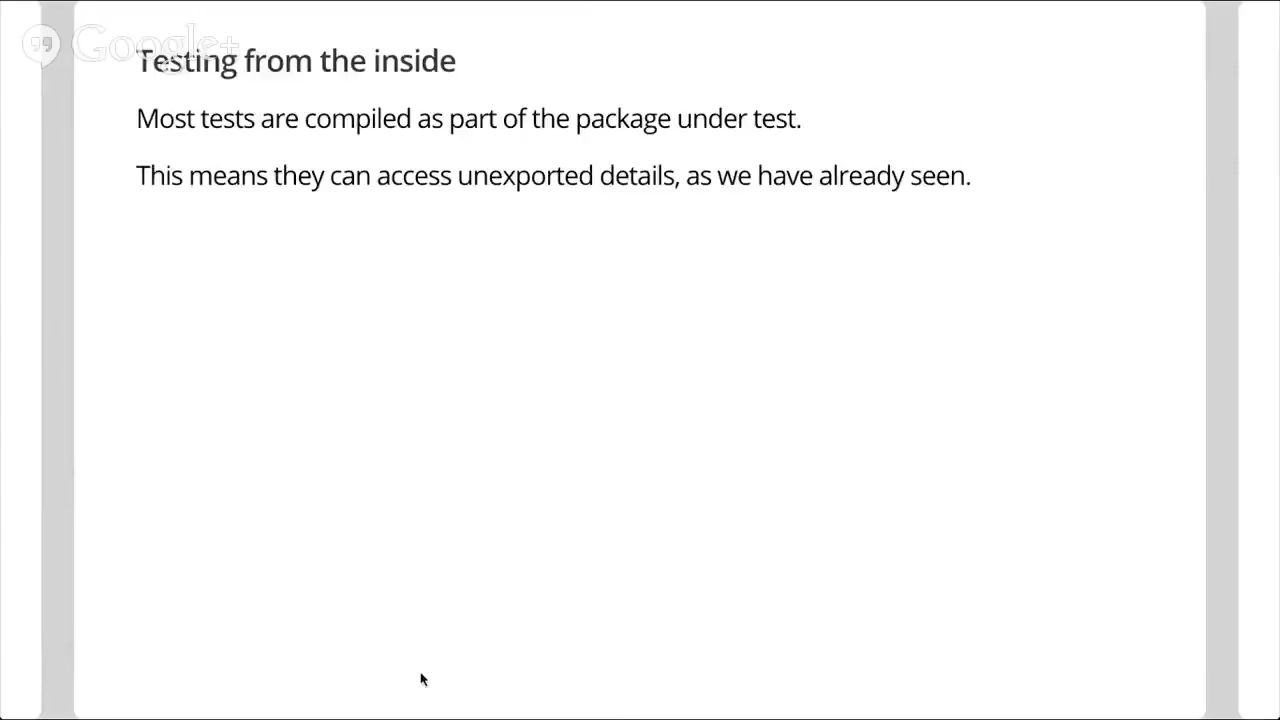 Google+
Testing from the inside
Most tests are compiled as part of the package under test.
This means they can access unexported details, as we have already seen.